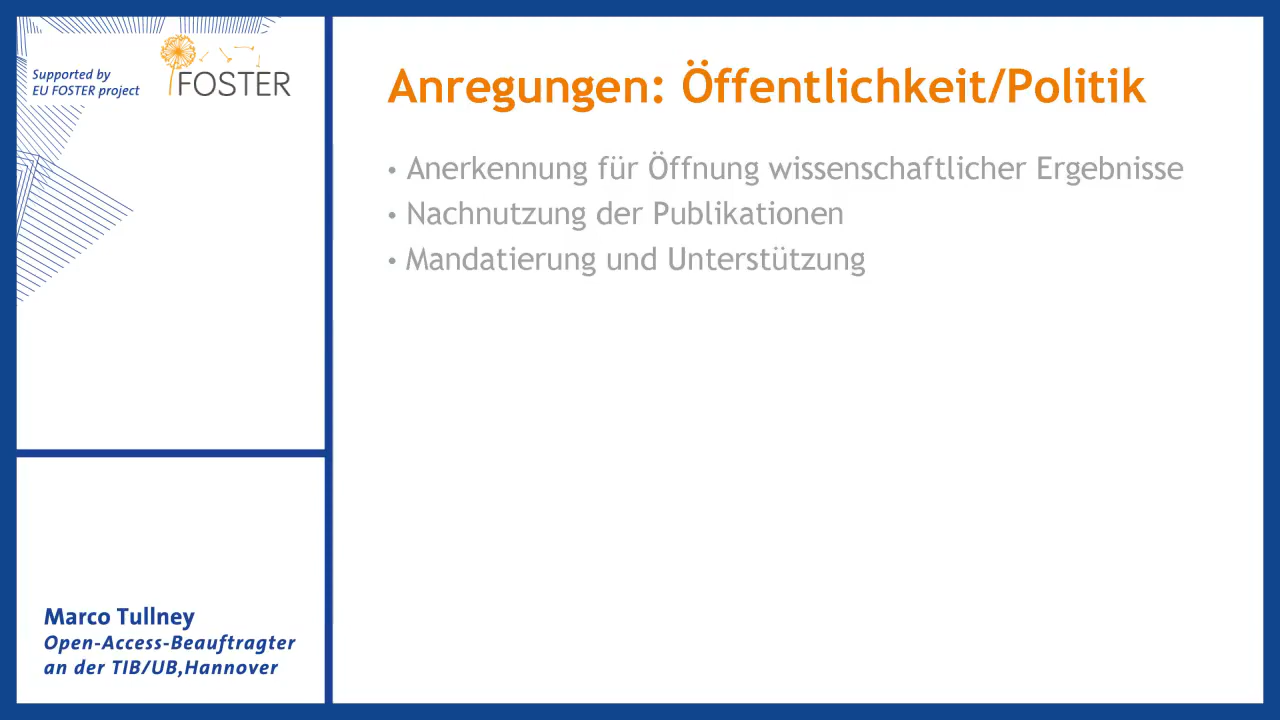 Supported by
EU FOSTER project
FOSTER
Anregungen: Öffentlichkeit/Politik
• Anerkennung für Öffnung wissenschaftlicher Ergebnisse
• Nachnutzung der Publikationen
• Mandatierung und Unterstützung
Marco Tullney
Open-Access-Beauftragter
an der TIB/UB,Hannover